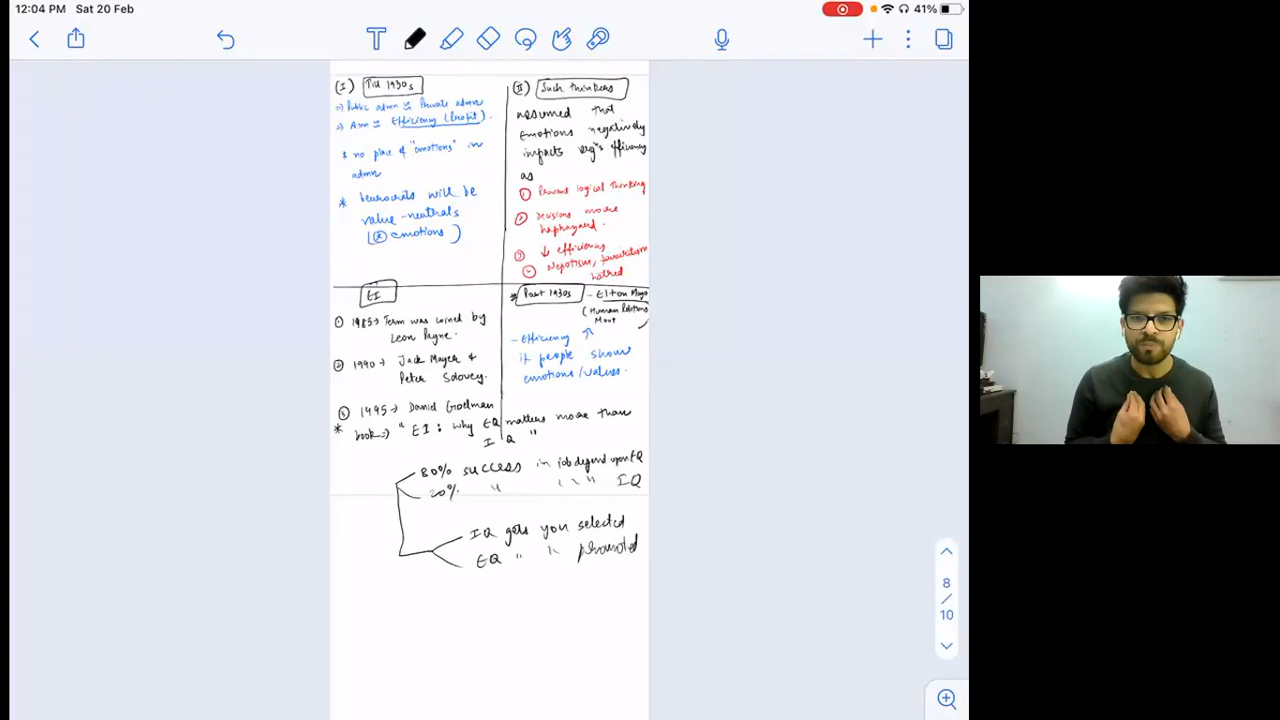 12:04 PM Sat 20 Feb
41%
(I) Till 1930s
⇒ Public admn ≃ Private admn
⇒ Aim ≃ Efficiency (Profit).
* no place of "emotions" in
admn
* beurocrats will be
value-neutrals
(⊗ emotions)
(II) Such thinkers
assumed that
Emotions negatively
impacts org's efficiency
as
① Prevent logical thinking
② Decisions more
haphazard.
③ ↓ efficiency
④ Nepotism, favouritism
hatred
EI
① 1985→ Term was coined by
Leon Payne.
② 1990→ Jack Mayer &
Peter Solovey.
③ 1995→ Daniel Goelman
* book⇒ "EI: why EQ matters more than
IQ "
* Post 1930s - Elton Mayo
(Human Relations
Movt
- Efficiency ↑
if people show
emotions/values.
80% success in job depend upon EQ
20% " " " IQ
IQ gets you selected
EQ " " promoted
8
/
10